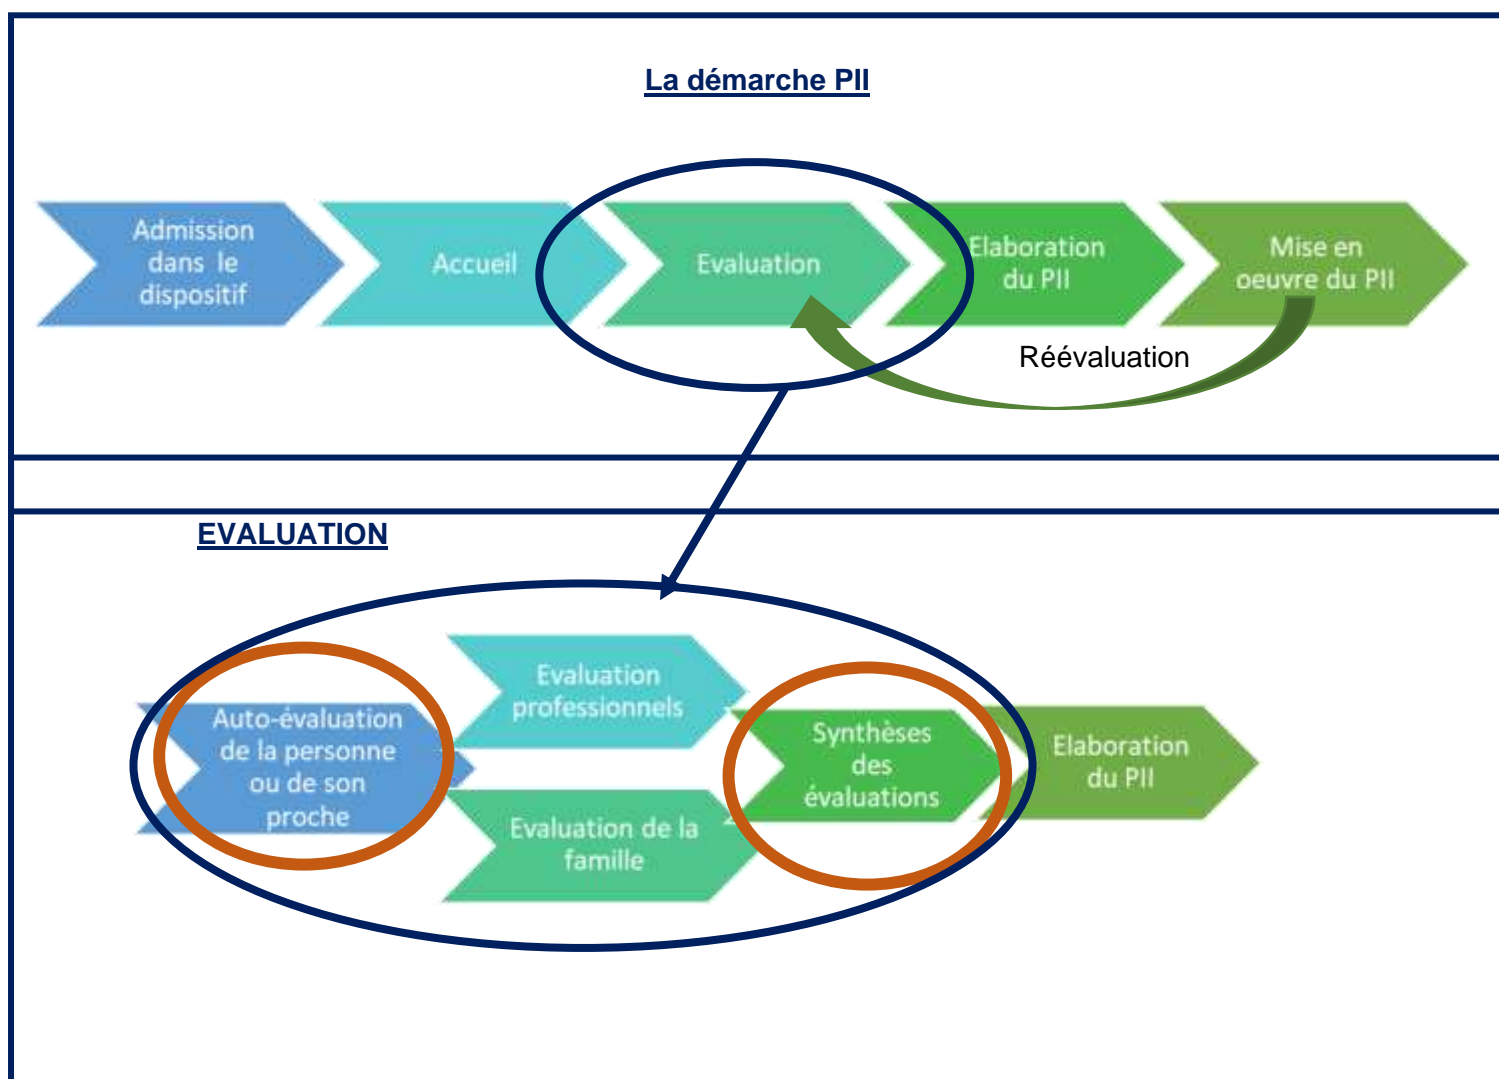 La démarche PII
Admission
dans le
dispositif
Accueil
Evaluation
Elaboration
du PII
Mise en
oeuvre du PII
Réévaluation
EVALUATION
Auto-évaluation
de la personne
ou de son
proche
Evaluation
professionnels
Evaluation de la
famille
Synthèses
des
évaluations
Elaboration
du PII